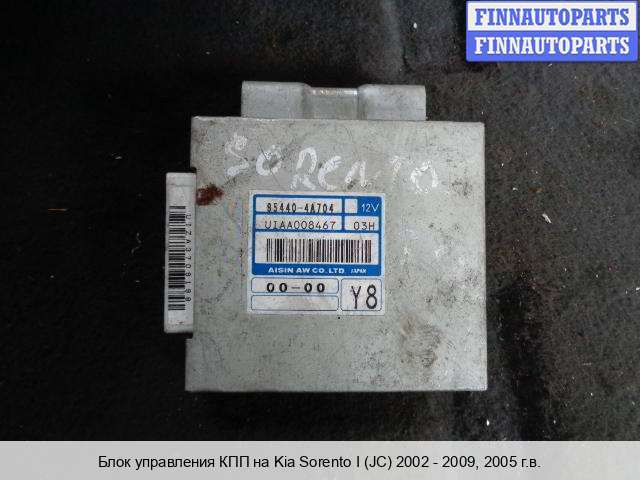 FINNAUTOPARTS
FINNAUTOPARTS
SORENTO
85440-4A704 12V
UIAA008467 03H
AISIN AW CO. LTD. JAPAN
00-00 Y8
Блок управления КПП на Kia Sorento I (JC) 2002 - 2009, 2005 г.в.